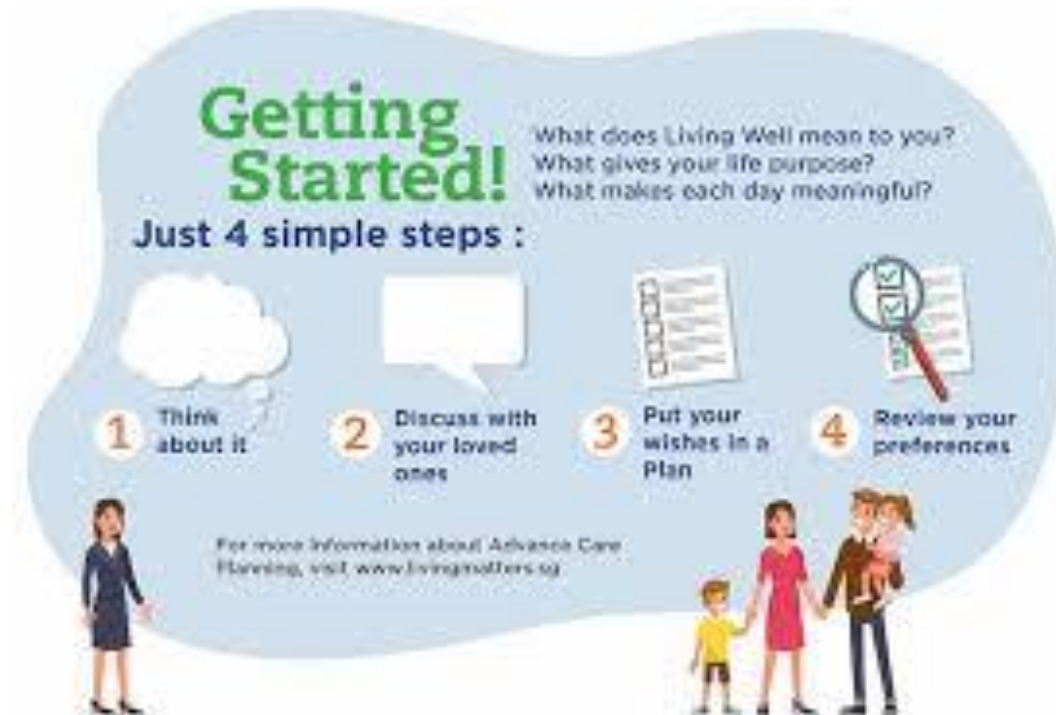 Getting
Started!
What does Living Well mean to you?
What gives your life purpose?
What makes each day meaningful?
Just 4 simple steps :
1 Think
about it
2 Discuss with
your loved
ones
3 Put your
wishes in a
Plan
4 Review your
preferences
For more information about Advance Care
Planning, visit www.livingmatters.sg